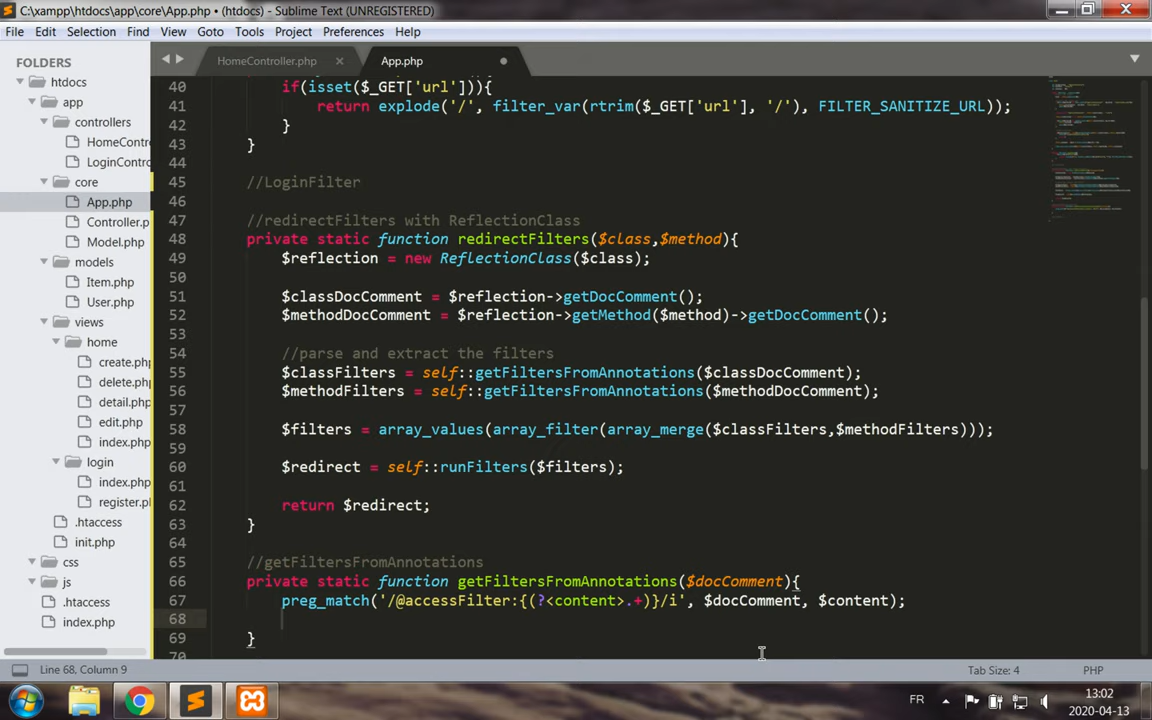 C:\xampp\htdocs\app\core\App.php • (htdocs) - Sublime Text (UNREGISTERED)
File Edit Selection Find View Goto Tools Project Preferences Help
FOLDERS
htdocs
app
controllers
HomeContro
LoginContro
core
App.php
Controller.p
Model.php
models
Item.php
User.php
views
home
create.php
delete.php
detail.php
edit.php
index.php
login
index.php
register.pl
.htaccess
init.php
css
js
.htaccess
index.php
HomeController.php
App.php
40 if(isset($_GET['url'])){
41 return explode('/', filter_var(rtrim($_GET['url'], '/'), FILTER_SANITIZE_URL));
42 }
43 }
44
45 //LoginFilter
46
47 //redirectFilters with ReflectionClass
48 private static function redirectFilters($class,$method){
49 $reflection = new ReflectionClass($class);
50
51 $classDocComment = $reflection->getDocComment();
52 $methodDocComment = $reflection->getMethod($method)->getDocComment();
53
54 //parse and extract the filters
55 $classFilters = self::getFiltersFromAnnotations($classDocComment);
56 $methodFilters = self::getFiltersFromAnnotations($methodDocComment);
57
58 $filters = array_values(array_filter(array_merge($classFilters,$methodFilters)));
59
60 $redirect = self::runFilters($filters);
61
62 return $redirect;
63 }
64
65 //getFiltersFromAnnotations
66 private static function getFiltersFromAnnotations($docComment){
67 preg_match('/@accessFilter:{(?<content>.+)}/i', $docComment, $content);
68
69 }
70
Line 68, Column 9
Tab Size: 4
PHP
FR
13:02
2020-04-13